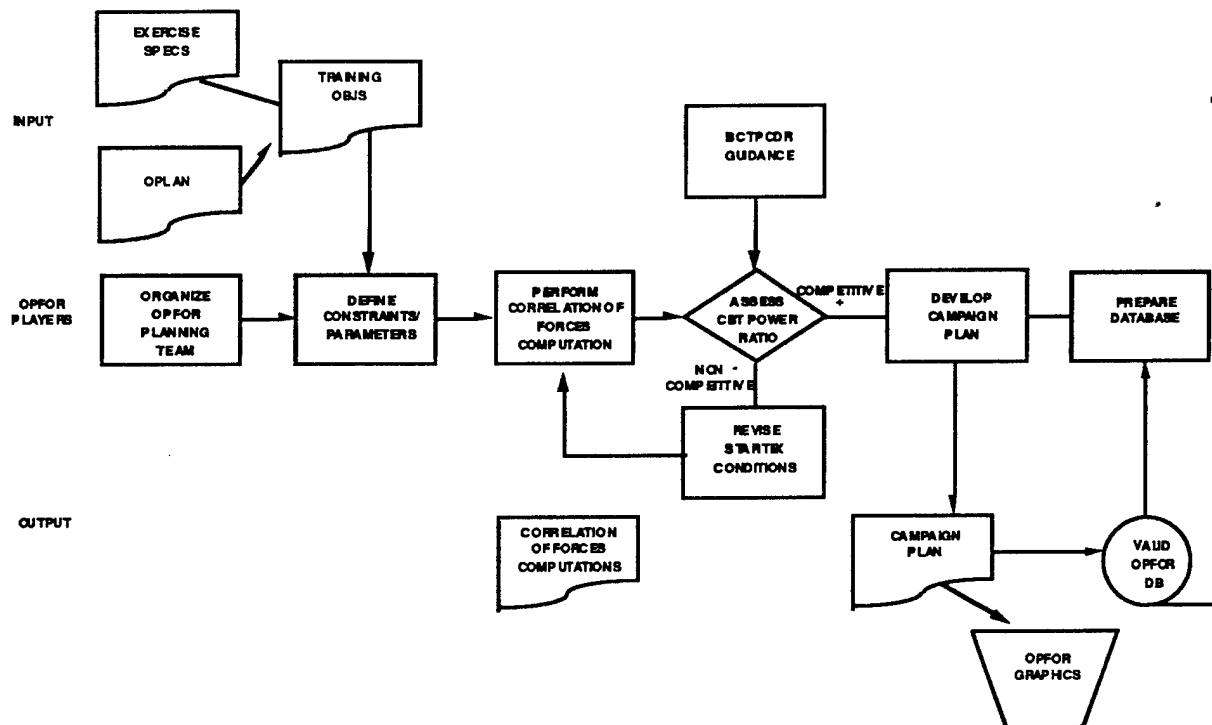 EXERCISE
SPECS
TRAINING
OBJS
INPUT
OPLAN
BCTP CDR
GUIDANCE
OPFOR
PLAYERS
ORGANIZE
OPFOR
PLANNING
TEAM
DEFINE
CONSTRAINTS/
PARAMETERS
PERFORM
CORRELATION OF
FORCES
COMPUTATION
ASSESS
CBT POWER
RATIO
COMPETITIVE
+
DEVELOP
CAMPAIGN
PLAN
PREPARE
DATABASE
NON -
COMPETITIVE
REVISE
STARTEX
CONDITIONS
OUTPUT
CORRELATION
OF FORCES
COMPUTATIONS
CAMPAIGN
PLAN
VALID
OPFOR
DB
OPFOR
GRAPHICS